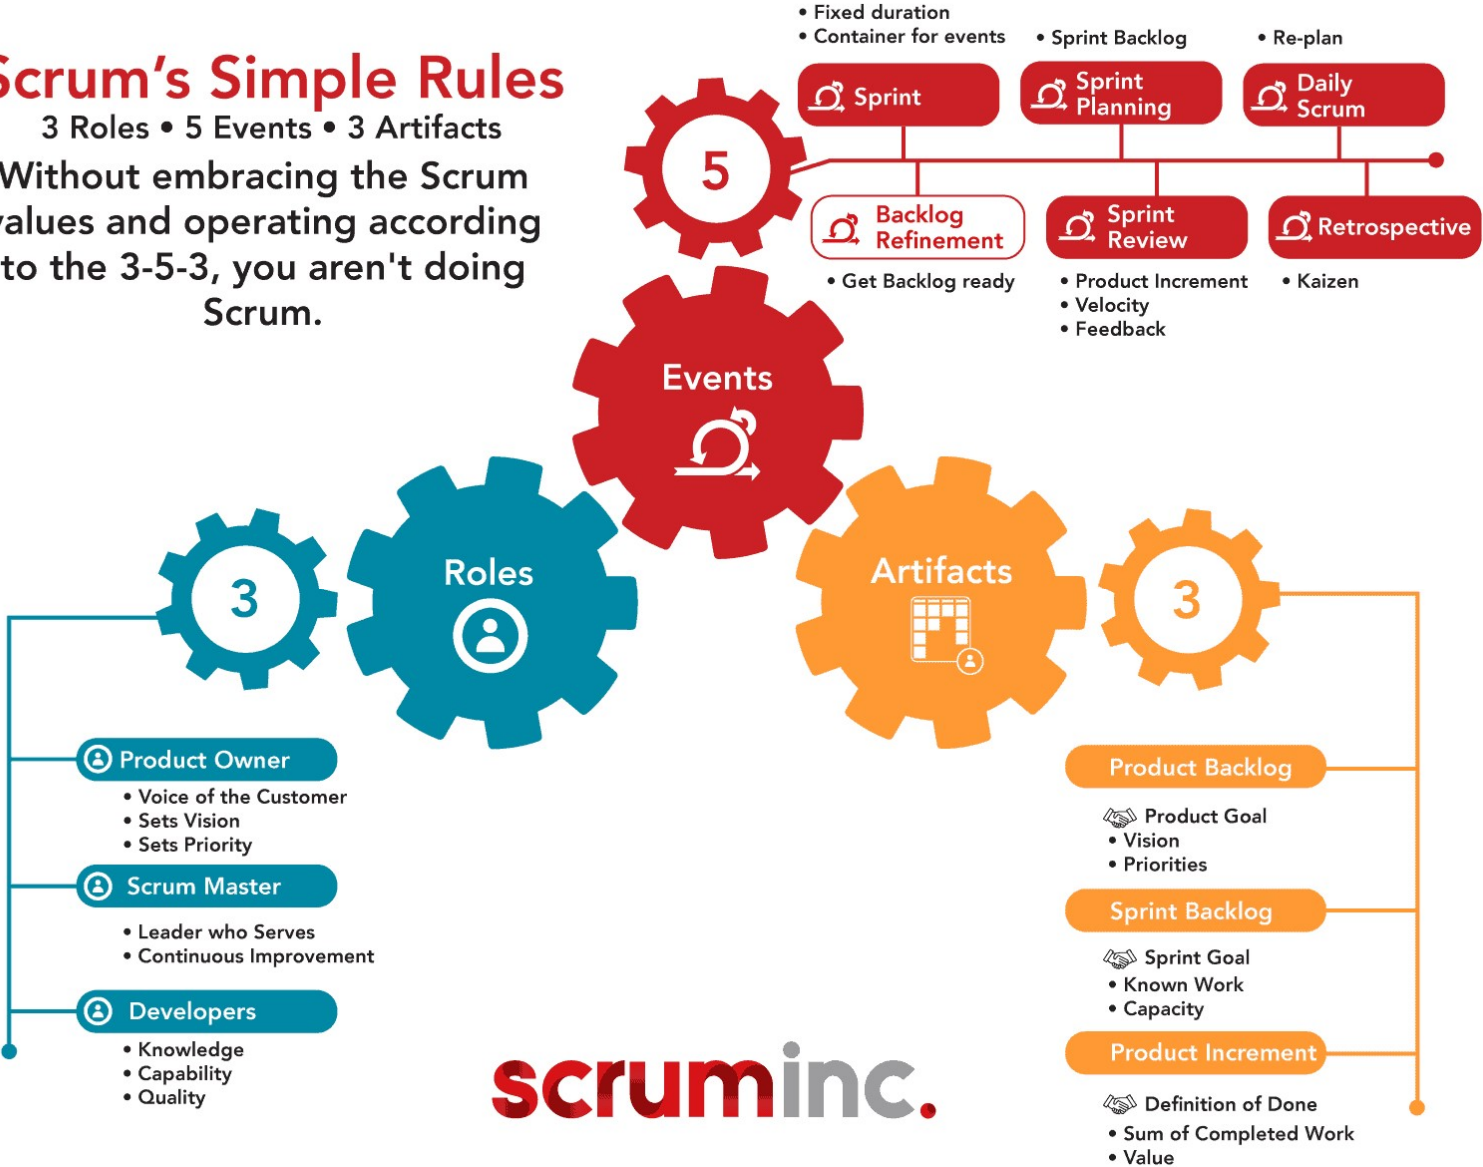 Scrum's Simple Rules
3 Roles • 5 Events • 3 Artifacts
Without embracing the Scrum
values and operating according
to the 3-5-3, you aren't doing
Scrum.
5
• Fixed duration
• Container for events
Sprint
• Sprint Backlog
Sprint
Planning
• Re-plan
Daily
Scrum
Backlog
Refinement
• Get Backlog ready
Sprint
Review
• Product Increment
• Velocity
• Feedback
Retrospective
• Kaizen
Events
Roles
3
Product Owner
• Voice of the Customer
• Sets Vision
• Sets Priority
Scrum Master
• Leader who Serves
• Continuous Improvement
Developers
• Knowledge
• Capability
• Quality
Artifacts
3
Product Backlog
Product Goal
• Vision
• Priorities
Sprint Backlog
Sprint Goal
• Known Work
• Capacity
Product Increment
Definition of Done
• Sum of Completed Work
• Value
scruminc.